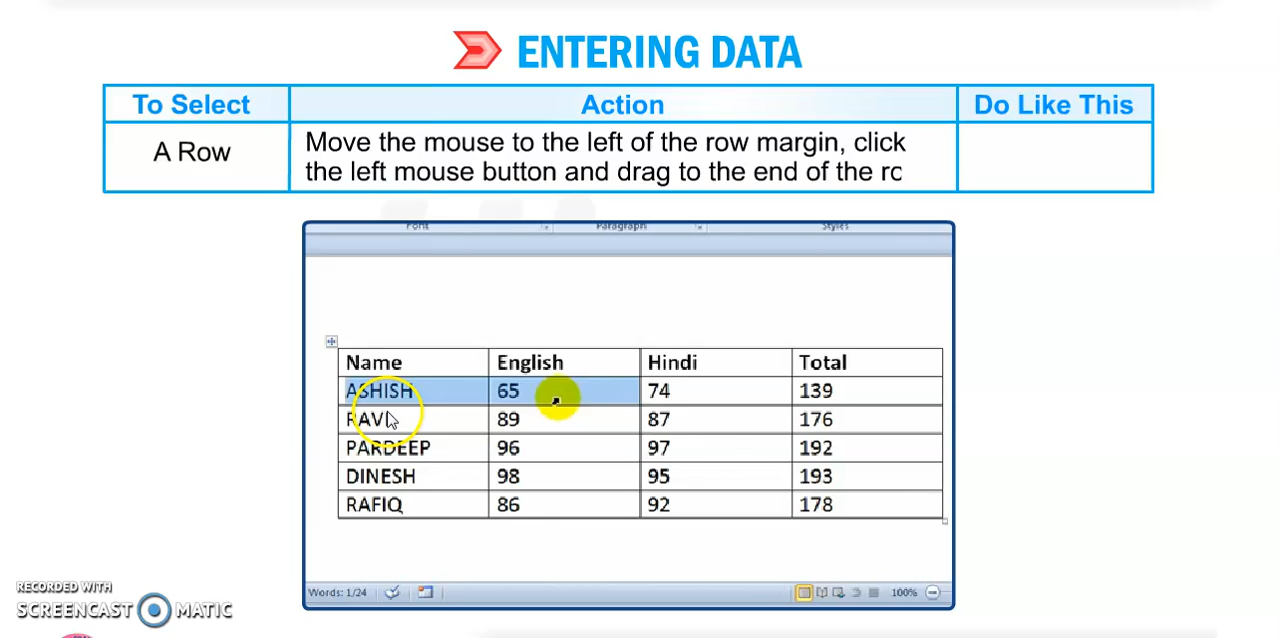 ENTERING DATA
To Select Action Do Like This
A Row Move the mouse to the left of the row margin, click
the left mouse button and drag to the end of the
Font Paragraph Styles
Name English Hindi Total
ASHISH 65 74 139
RAVI 89 87 176
PARDEEP 96 97 192
DINESH 98 95 193
RAFIQ 86 92 178
Words: 1/24 100%
RECORDED WITH
SCREENCAST MATIC